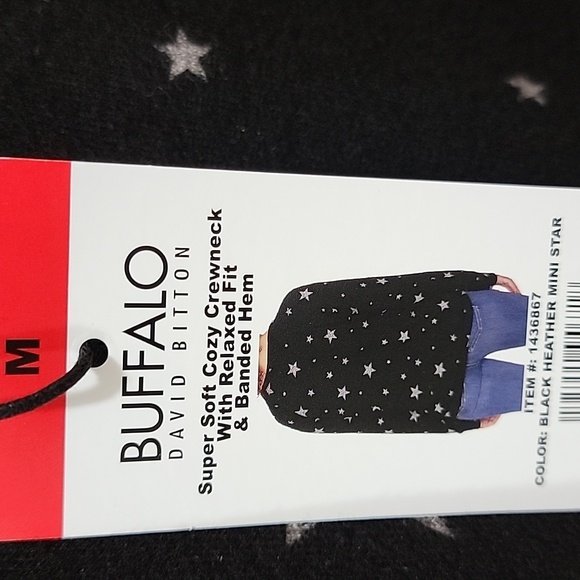 M
BUFFALO
DAVID BITTON
Super Soft Cozy Crewneck
With Relaxed Fit
& Banded Hem
ITEM #: 1436867
COLOR: BLACK HEATHER MINI STAR